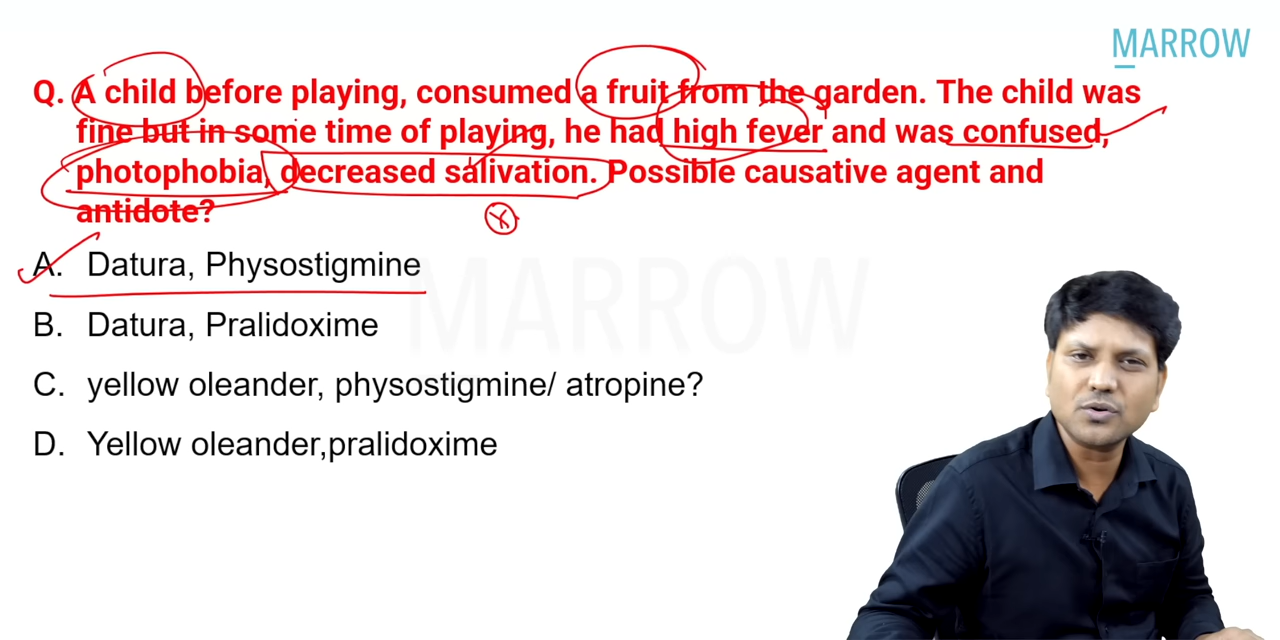 MARROW
Q. A child before playing, consumed a fruit from the garden. The child was
fine but in some time of playing, he had high fever and was confused,
photophobia, decreased salivation. Possible causative agent and
antidote?
A. Datura, Physostigmine
B. Datura, Pralidoxime
C. yellow oleander, physostigmine/ atropine?
D. Yellow oleander,pralidoxime
MARROW